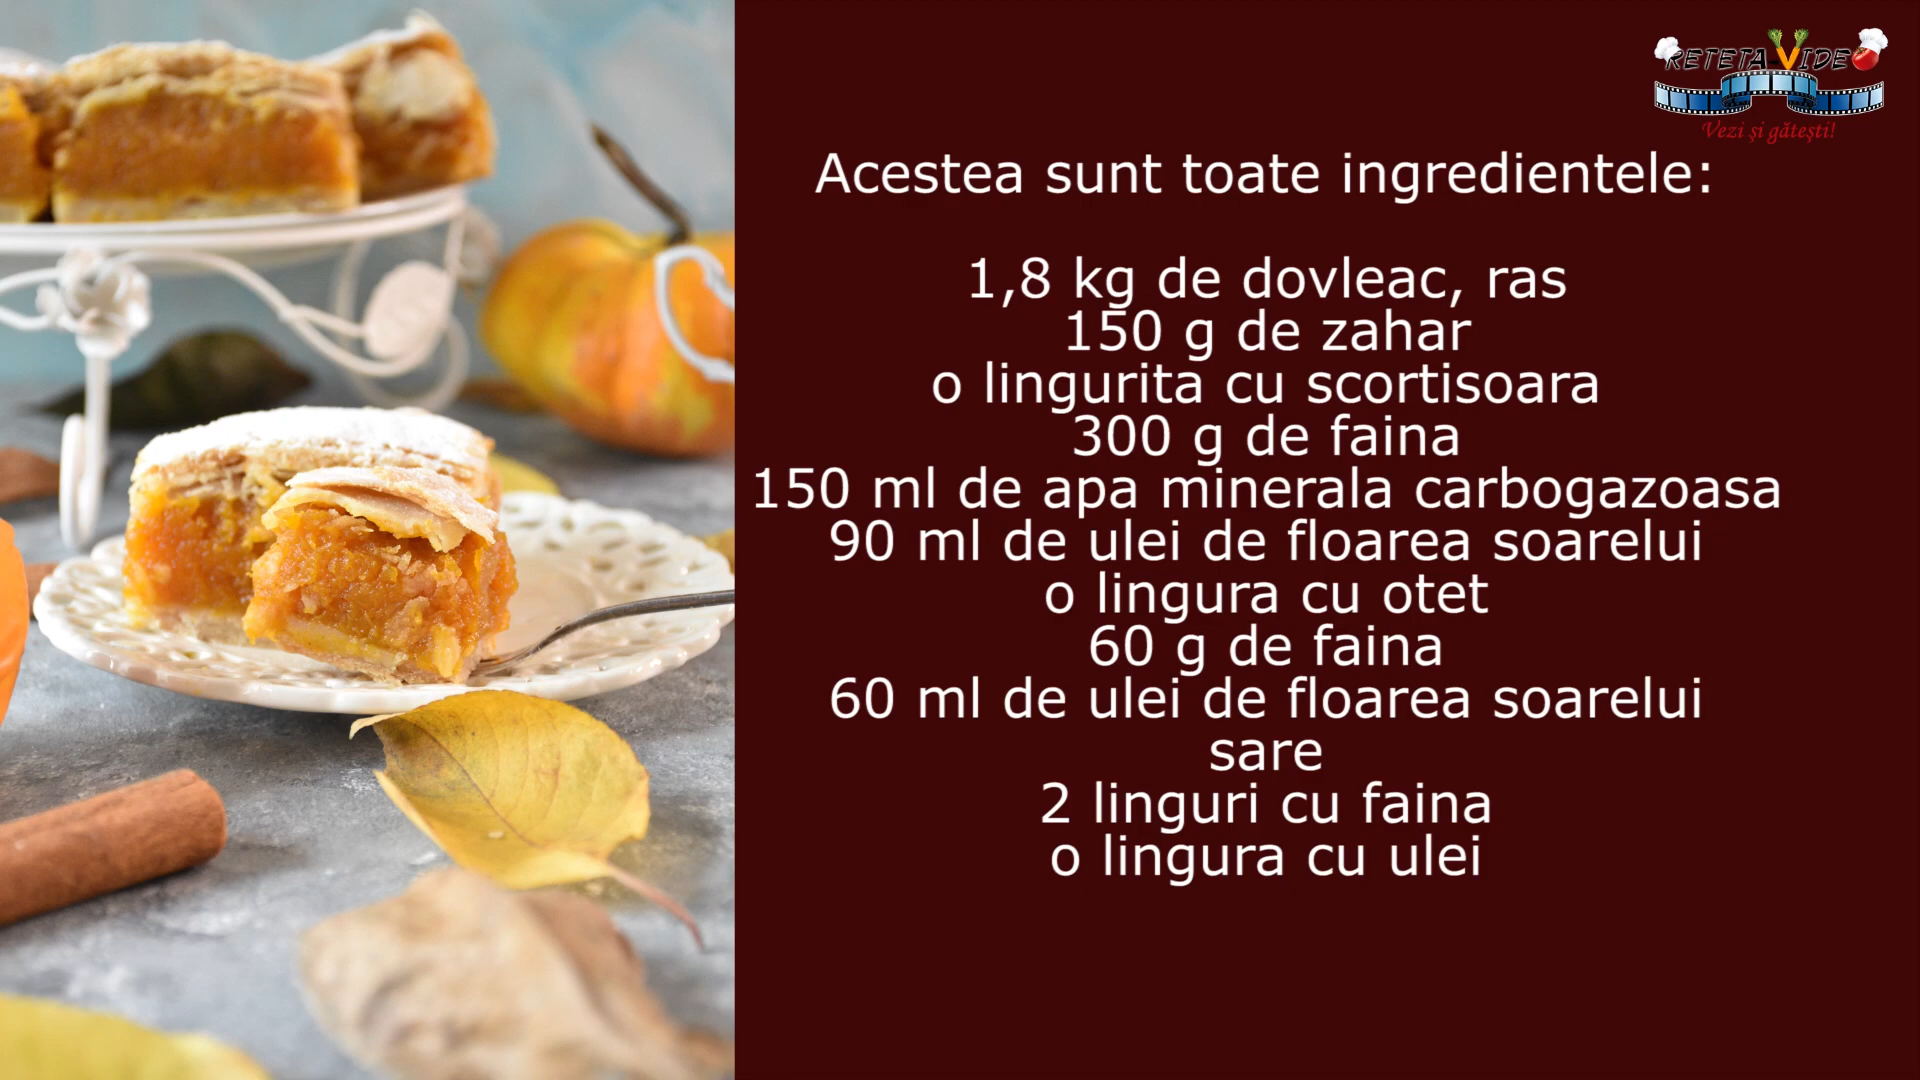 RETETA VIDEO
Vezi și gătești!
Acestea sunt toate ingredientele:
1,8 kg de dovleac, ras
150 g de zahar
o lingurita cu scortisoara
300 g de faina
150 ml de apa minerala carbogazoasa
90 ml de ulei de floarea soarelui
o lingura cu otet
60 g de faina
60 ml de ulei de floarea soarelui
sare
2 linguri cu faina
o lingura cu ulei